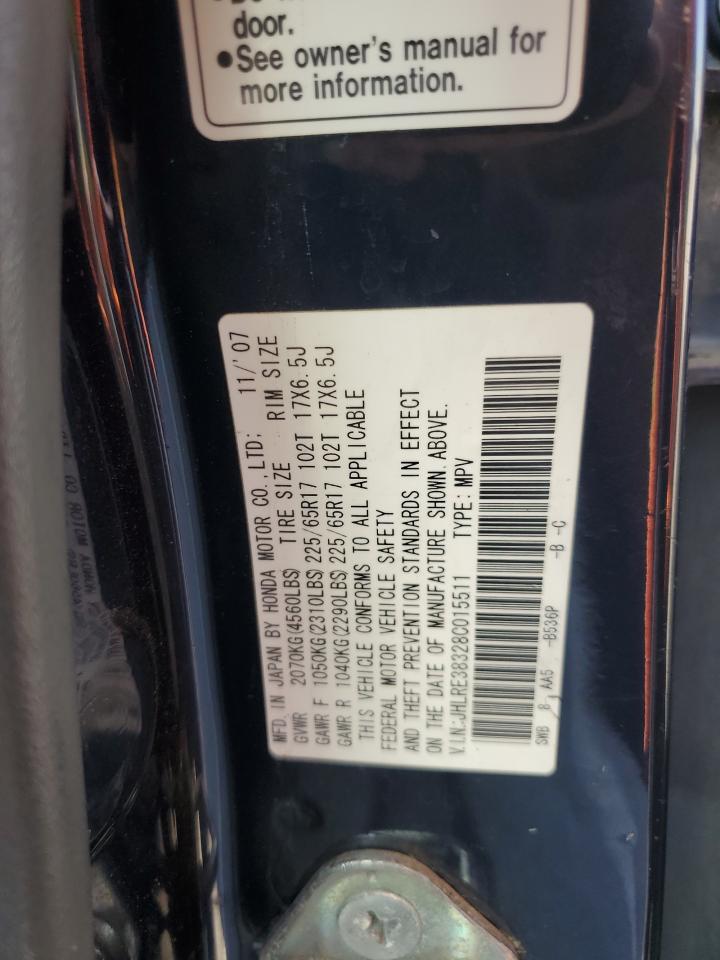 door.
●See owner's manual for
more information.
MFD. IN JAPAN BY HONDA MOTOR CO., LTD: 11/'07
GVWR 2070KG(4560LBS) TIRE SIZE RIM SIZE
GAWR F 1050KG(2310LBS) 225/65R17 102T 17X6.5J
GAWR R 1040KG(2290LBS) 225/65R17 102T 17X6.5J
THIS VEHICLE CONFORMS TO ALL APPLICABLE
FEDERAL MOTOR VEHICLE SAFETY
AND THEFT PREVENTION STANDARDS IN EFFECT
ON THE DATE OF MANUFACTURE SHOWN ABOVE.
V.I.N.:JHLRE38328C015511 TYPE: MPV
SWB 8J AA5 -B536P -B -C